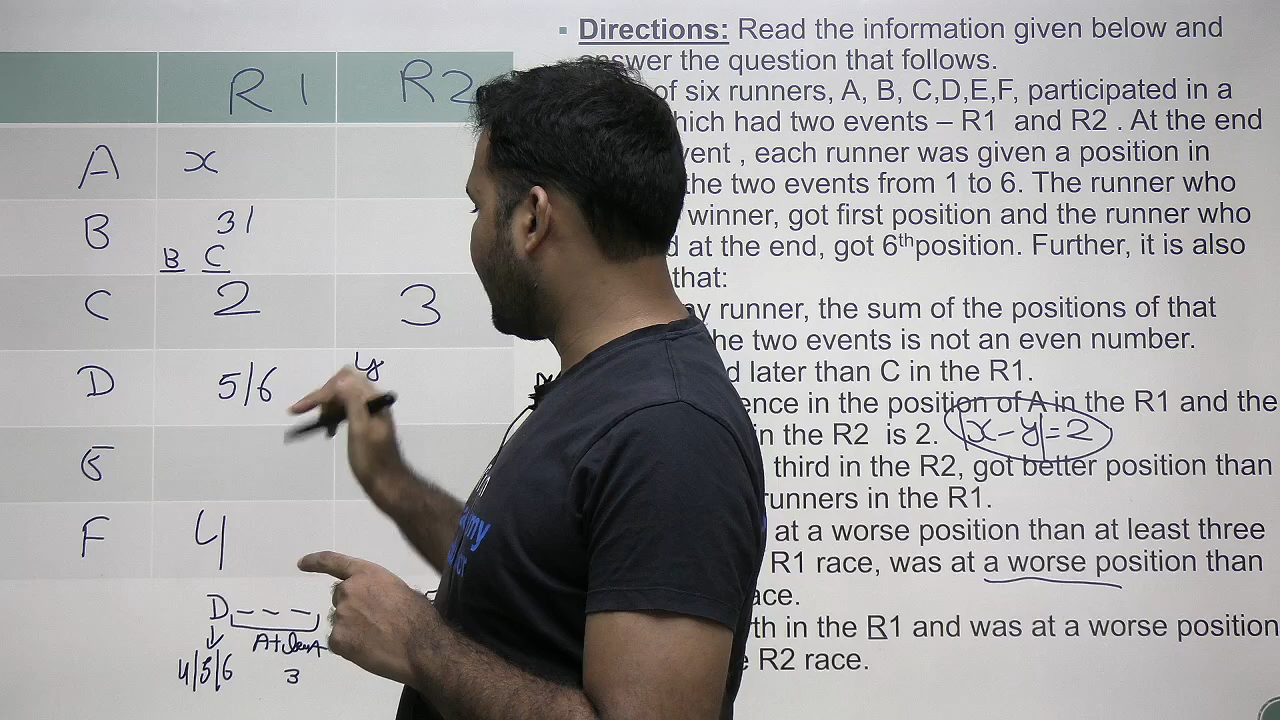 R1 R2
A x
B 31
B C
C 2 3
D 5/6 y
E
F 4
D - - -
4/5/6
3
▪ Directions: Read the information given below and
answer the question that follows.
of six runners, A, B, C,D,E,F, participated in a
which had two events – R1 and R2 . At the end
vent , each runner was given a position in
the two events from 1 to 6. The runner who
winner, got first position and the runner who
d at the end, got 6th position. Further, it is also
that:
ny runner, the sum of the positions of that
he two events is not an even number.
d later than C in the R1.
ence in the position of A in the R1 and the
in the R2 is 2. |x-y|=2
third in the R2, got better position than
runners in the R1.
at a worse position than at least three
R1 race, was at a worse position than
ace.
th in the R1 and was at a worse position
R2 race.